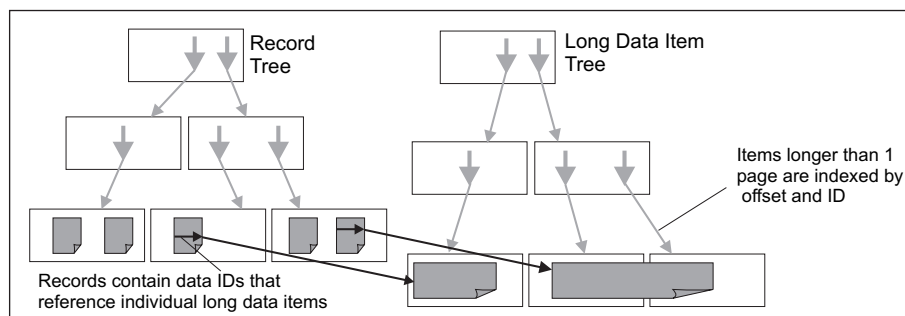 Record
Tree
Long Data Item
Tree
Items longer than 1
page are indexed by
offset and ID
Records contain data IDs that
reference individual long data items